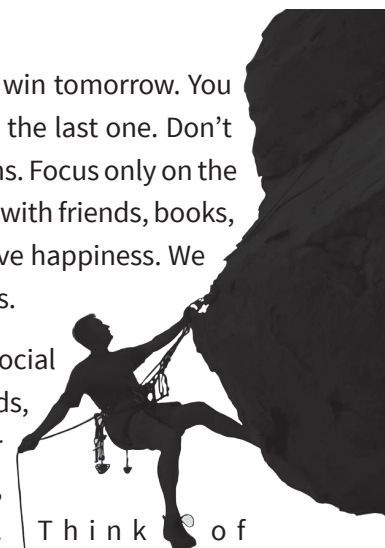 win tomorrow. You
the last one. Don’t
ns. Focus only on the
with friends, books,
ve happiness. We
s.
ocial
ds,
Think of